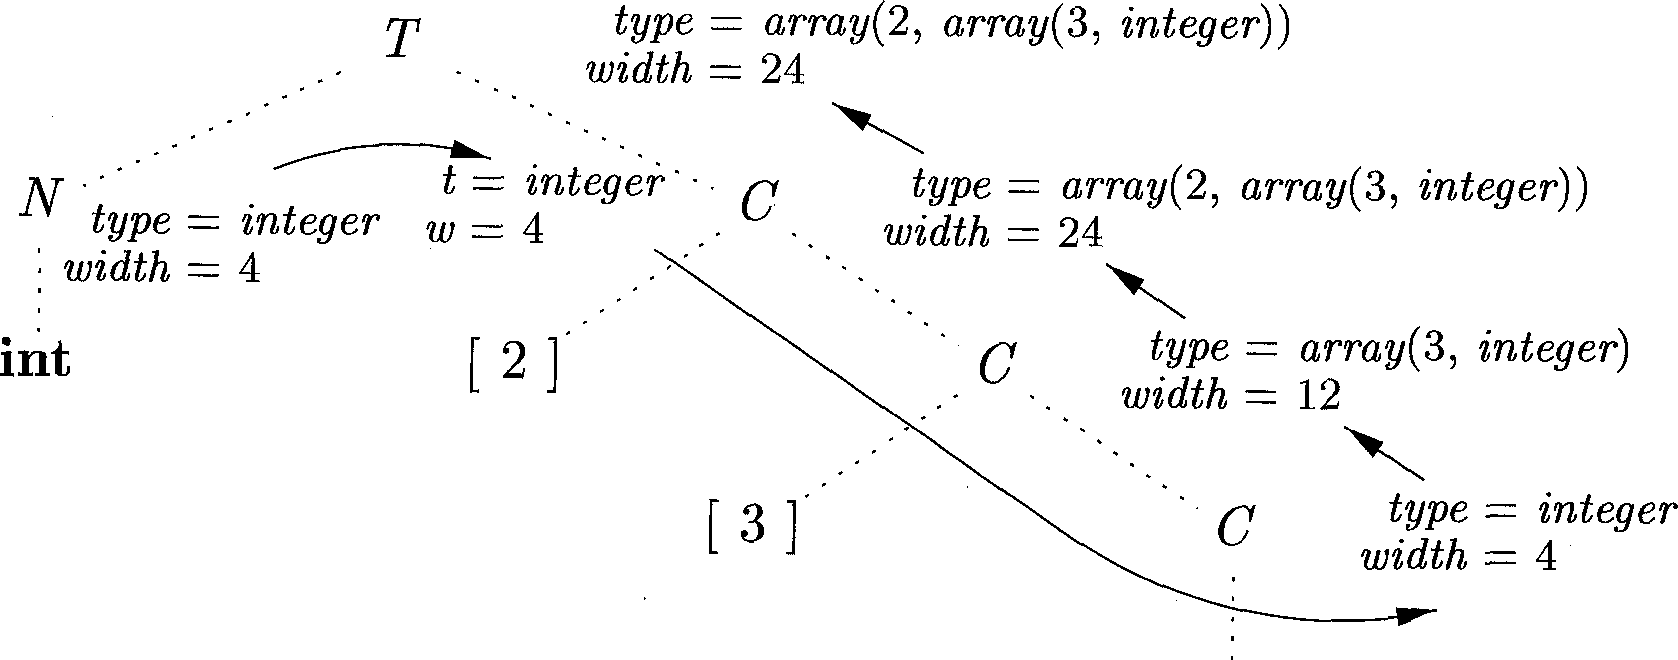 T
type = array(2, array(3, integer))
width = 24
N
type = integer
width = 4
t = integer
w = 4
C
type = array(2, array(3, integer))
width = 24
int
[ 2 ]
C
type = array(3, integer)
width = 12
[ 3 ]
C
type = integer
width = 4